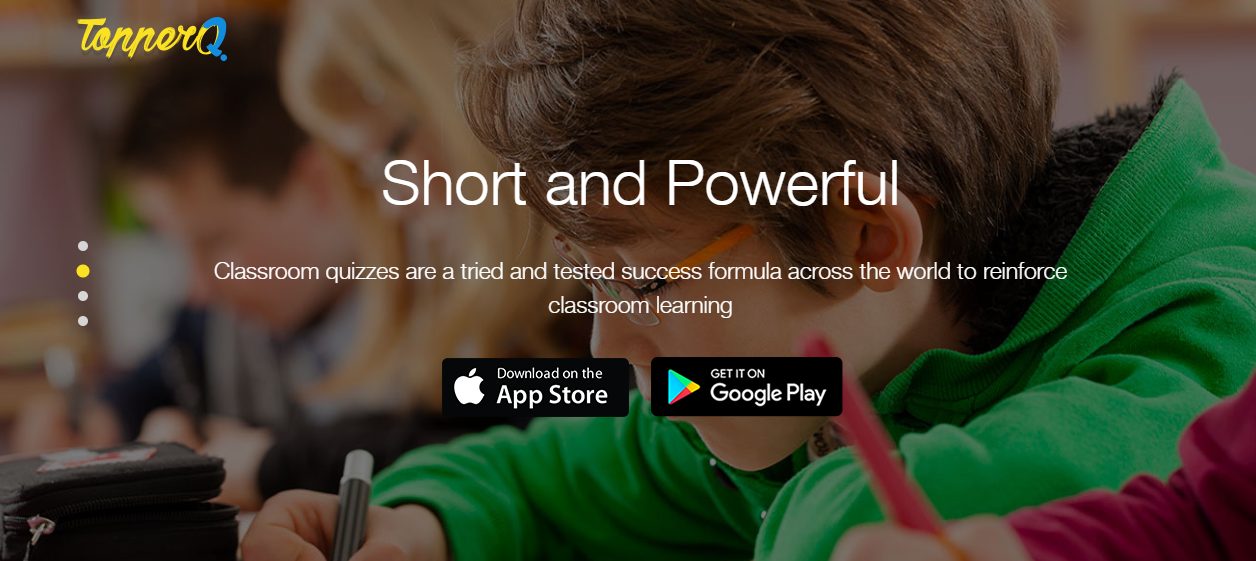 TopperQ
Short and Powerful
Classroom quizzes are a tried and tested success formula across the world to reinforce
classroom learning
Download on the
App Store
GET IT ON
Google Play